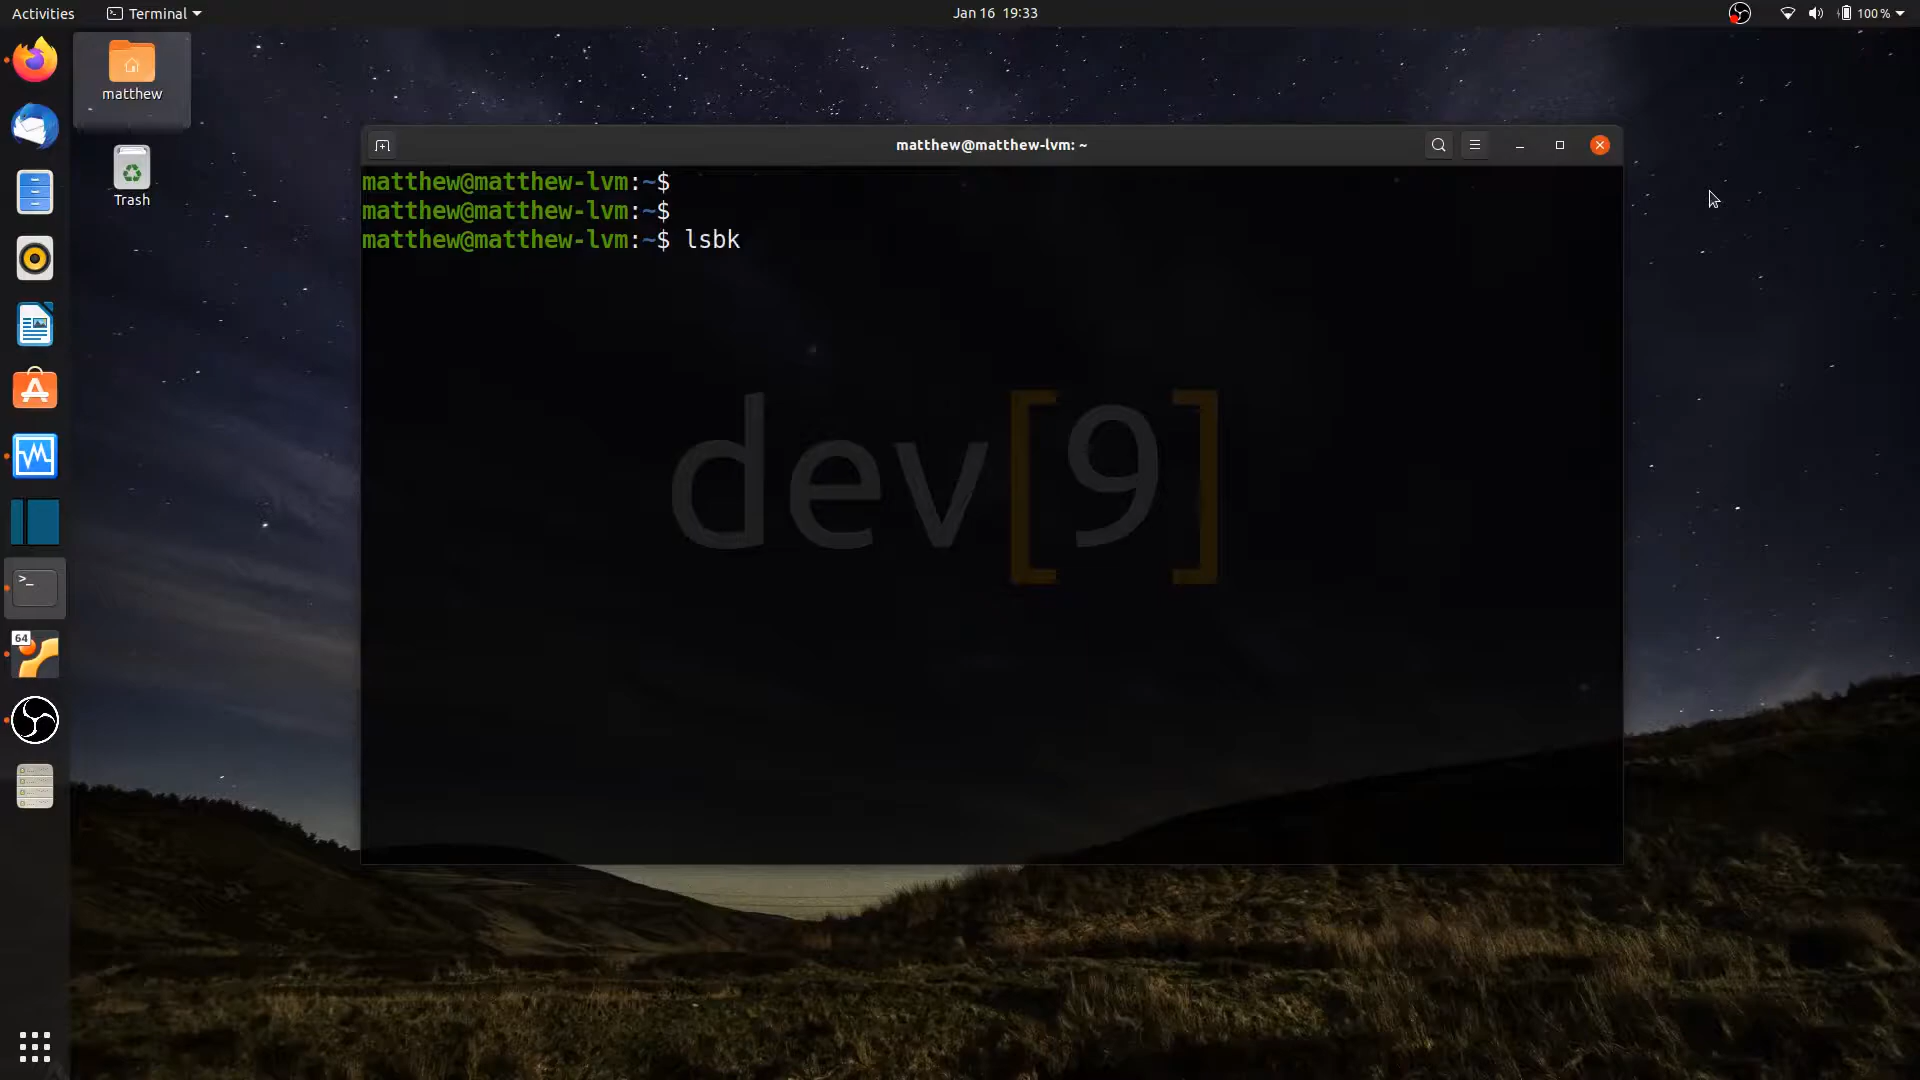 Activities
Terminal
Jan 16 19:33
100 %
matthew
Trash
matthew@matthew-lvm: ~
matthew@matthew-lvm:~$
matthew@matthew-lvm:~$
matthew@matthew-lvm:~$ lsbk
dev[9]
>_
64